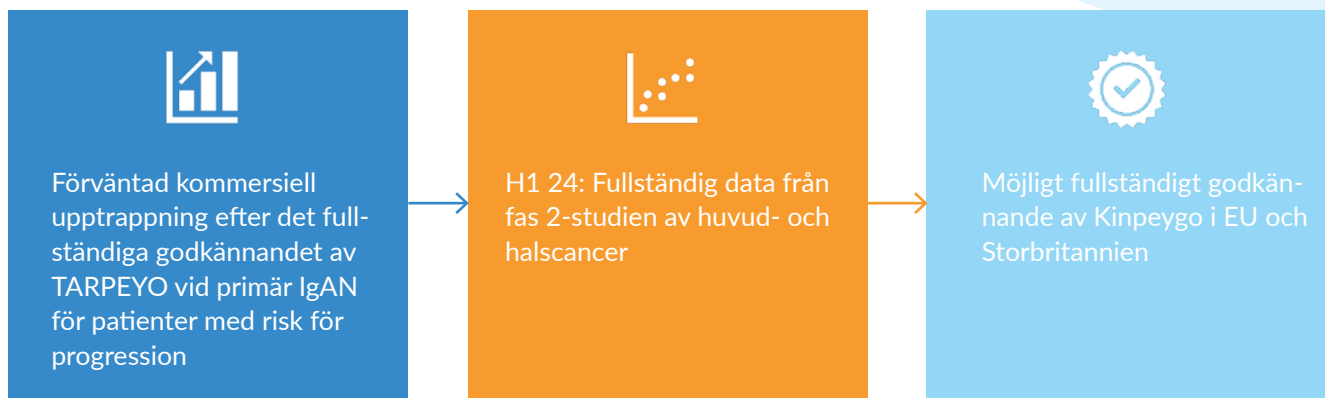 Förväntad kommersiell
upptrappning efter det full-
ständiga godkännandet av
TARPEYO vid primär IgAN
för patienter med risk för
progression
H1 24: Fullständig data från
fas 2-studien av huvud- och
halscancer
Möjligt fullständigt godkän-
nande av Kinpeygo i EU och
Storbritannien